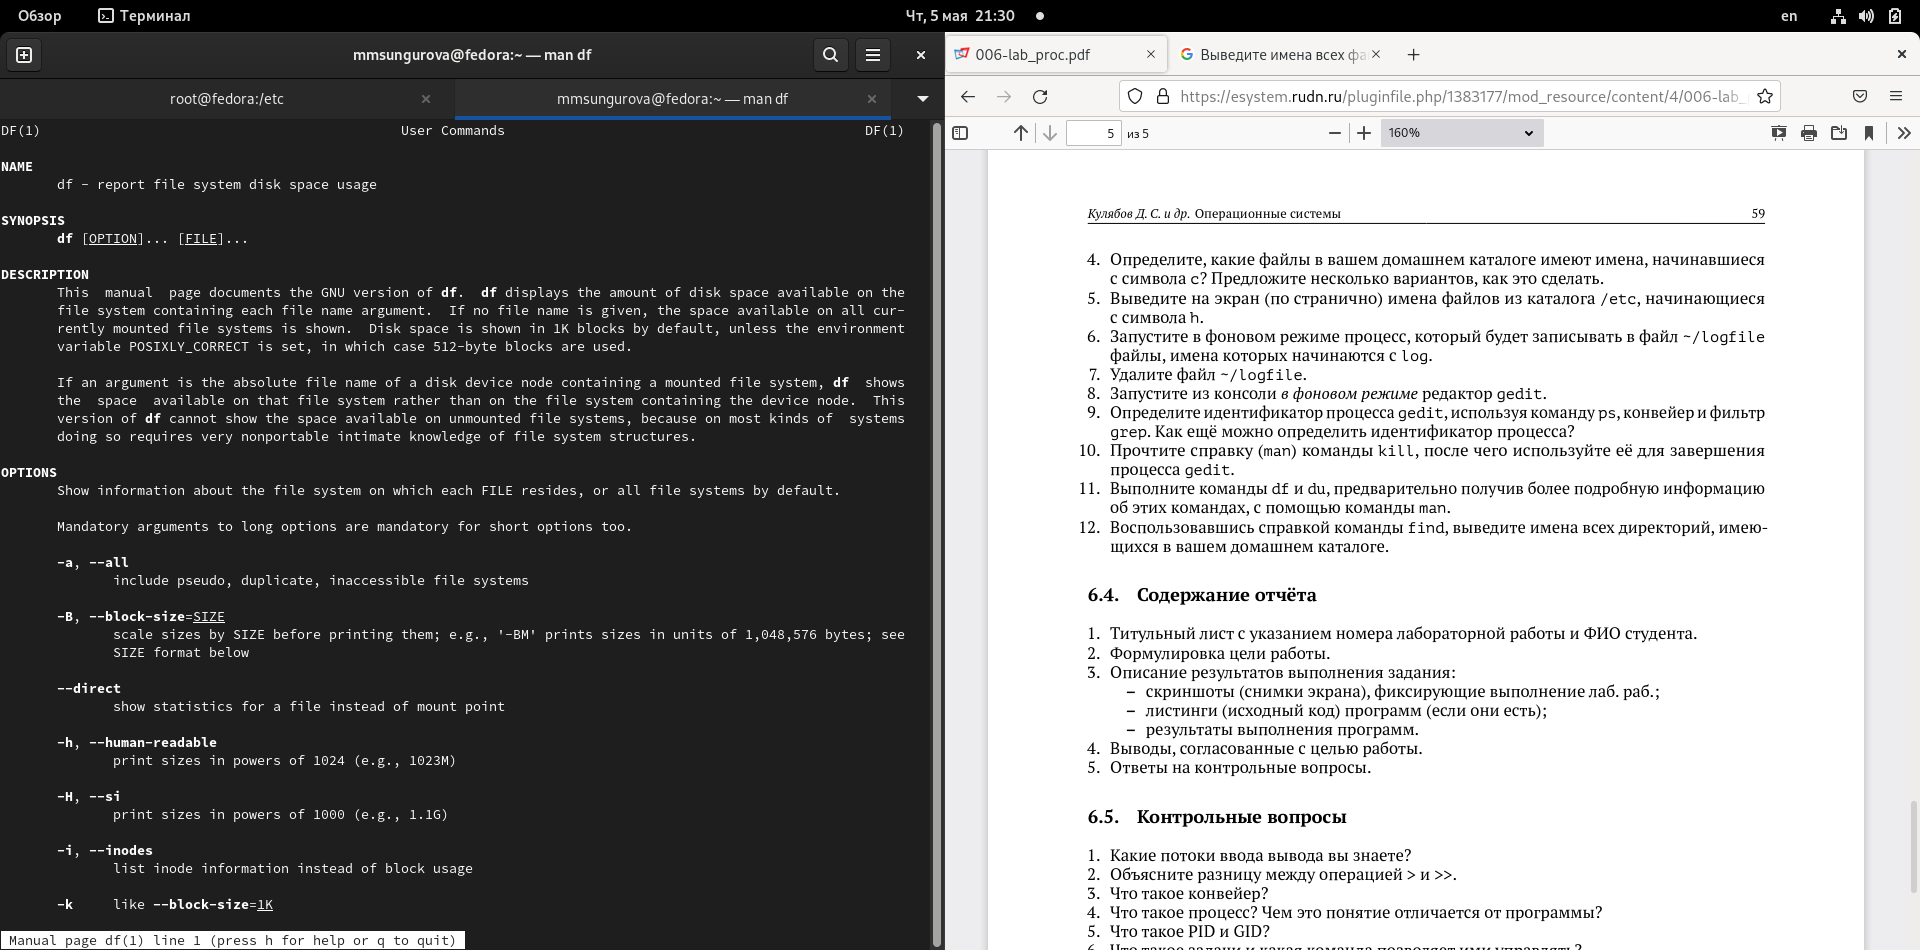 Обзор
Терминал
Чт, 5 мая 21:30
en
mmsungurova@fedora:~ — man df
root@fedora:/etc
mmsungurova@fedora:~ — man df
DF(1) User Commands DF(1)
NAME
df - report file system disk space usage
SYNOPSIS
df [OPTION]... [FILE]...
DESCRIPTION
This manual page documents the GNU version of df. df displays the amount of disk space available on the
file system containing each file name argument. If no file name is given, the space available on all cur-
rently mounted file systems is shown. Disk space is shown in 1K blocks by default, unless the environment
variable POSIXLY_CORRECT is set, in which case 512-byte blocks are used.
If an argument is the absolute file name of a disk device node containing a mounted file system, df shows
the space available on that file system rather than on the file system containing the device node. This
version of df cannot show the space available on unmounted file systems, because on most kinds of systems
doing so requires very nonportable intimate knowledge of file system structures.
OPTIONS
Show information about the file system on which each FILE resides, or all file systems by default.
Mandatory arguments to long options are mandatory for short options too.
-a, --all
include pseudo, duplicate, inaccessible file systems
-B, --block-size=SIZE
scale sizes by SIZE before printing them; e.g., '-BM' prints sizes in units of 1,048,576 bytes; see
SIZE format below
--direct
show statistics for a file instead of mount point
-h, --human-readable
print sizes in powers of 1024 (e.g., 1023M)
-H, --si
print sizes in powers of 1000 (e.g., 1.1G)
-i, --inodes
list inode information instead of block usage
-k like --block-size=1K
Manual page df(1) line 1 (press h for help or q to quit)
006-lab_proc.pdf
Выведите имена всех фа
https://esystem.rudn.ru/pluginfile.php/1383177/mod_resource/content/4/006-lab_
5 из 5
160%
Кулябов Д. С. и др. Операционные системы 59
4. Определите, какие файлы в вашем домашнем каталоге имеют имена, начинавшиеся
с символа c? Предложите несколько вариантов, как это сделать.
5. Выведите на экран (по странично) имена файлов из каталога /etc, начинающиеся
с символа h.
6. Запустите в фоновом режиме процесс, который будет записывать в файл ~/logfile
файлы, имена которых начинаются с log.
7. Удалите файл ~/logfile.
8. Запустите из консоли в фоновом режиме редактор gedit.
9. Определите идентификатор процесса gedit, используя команду ps, конвейер и фильтр
grep. Как ещё можно определить идентификатор процесса?
10. Прочтите справку (man) команды kill, после чего используйте её для завершения
процесса gedit.
11. Выполните команды df и du, предварительно получив более подробную информацию
об этих командах, с помощью команды man.
12. Воспользовавшись справкой команды find, выведите имена всех директорий, имею-
щихся в вашем домашнем каталоге.
6.4. Содержание отчёта
1. Титульный лист с указанием номера лабораторной работы и ФИО студента.
2. Формулировка цели работы.
3. Описание результатов выполнения задания:
– скриншоты (снимки экрана), фиксирующие выполнение лаб. раб.;
– листинги (исходный код) программ (если они есть);
– результаты выполнения программ.
4. Выводы, согласованные с целью работы.
5. Ответы на контрольные вопросы.
6.5. Контрольные вопросы
1. Какие потоки ввода вывода вы знаете?
2. Объясните разницу между операцией > и >>.
3. Что такое конвейер?
4. Что такое процесс? Чем это понятие отличается от программы?
5. Что такое PID и GID?
6. Что такое задачи и какая команда позволяет ими управлять?